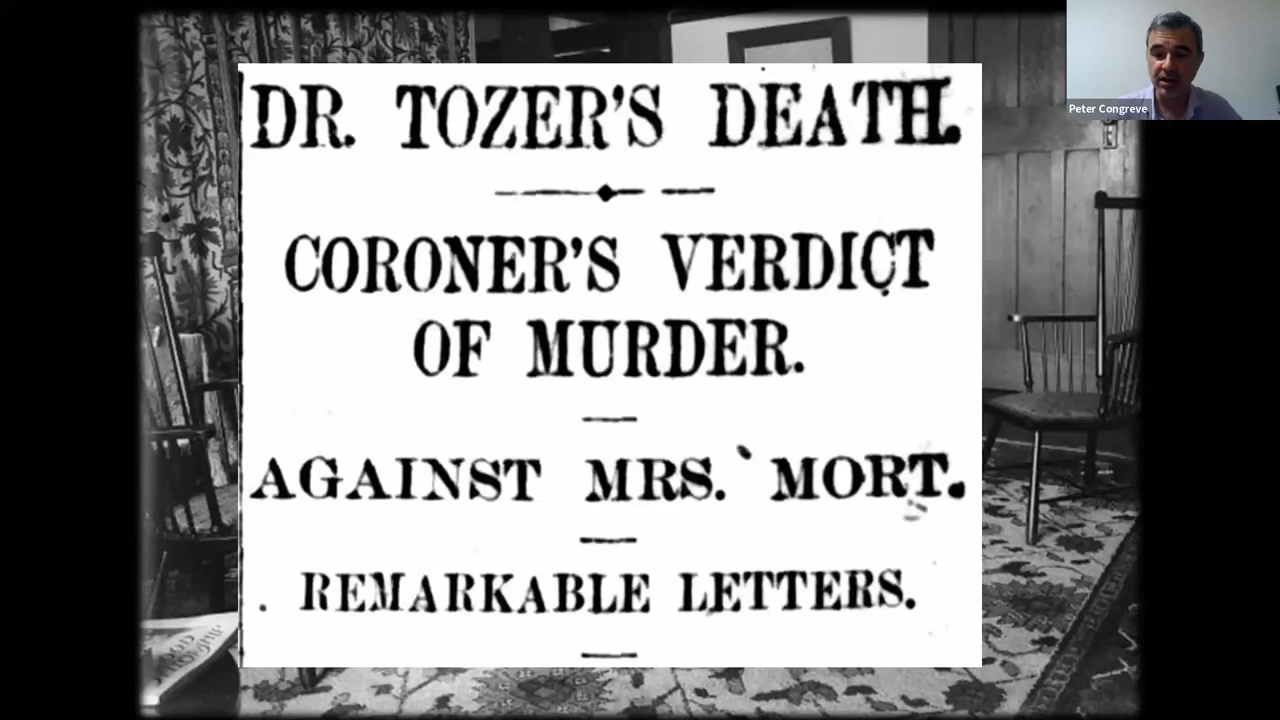 DR. TOZER'S DEATH.
CORONER'S VERDICT
OF MURDER.
AGAINST MRS. MORT.
REMARKABLE LETTERS.
Peter Congreve